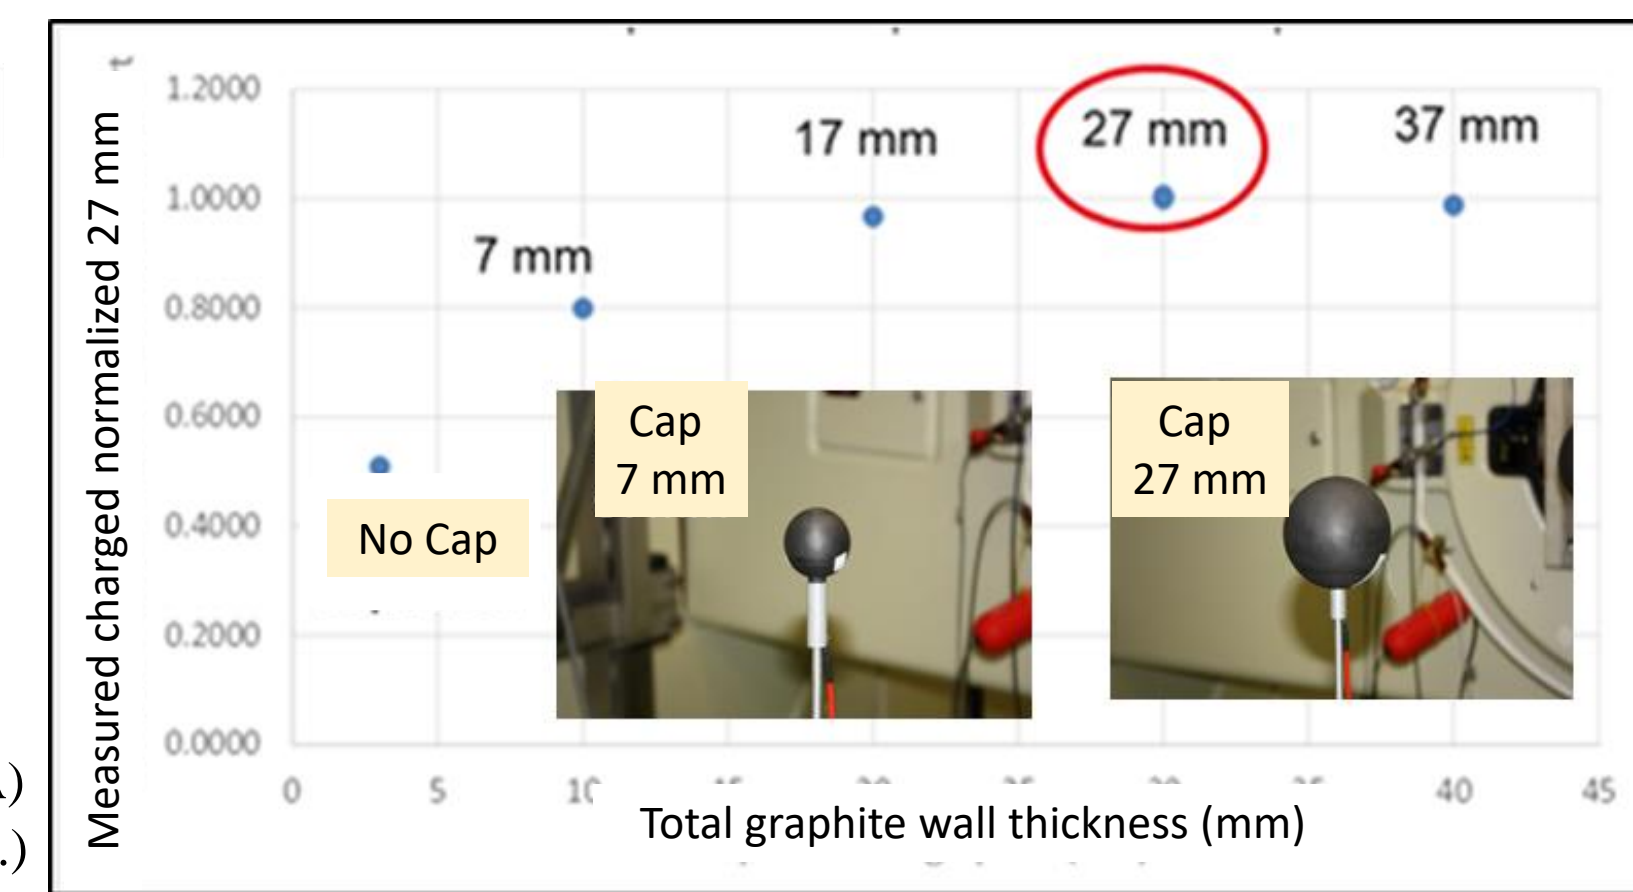 Measured charged normalized 27 mm
1.2000
1.0000
0.8000
0.6000
0.4000
0.2000
0.0000
7 mm
17 mm
27 mm
37 mm
No Cap
Cap
7 mm
Cap
27 mm
0
5
40
45
Total graphite wall thickness (mm)
)
.)